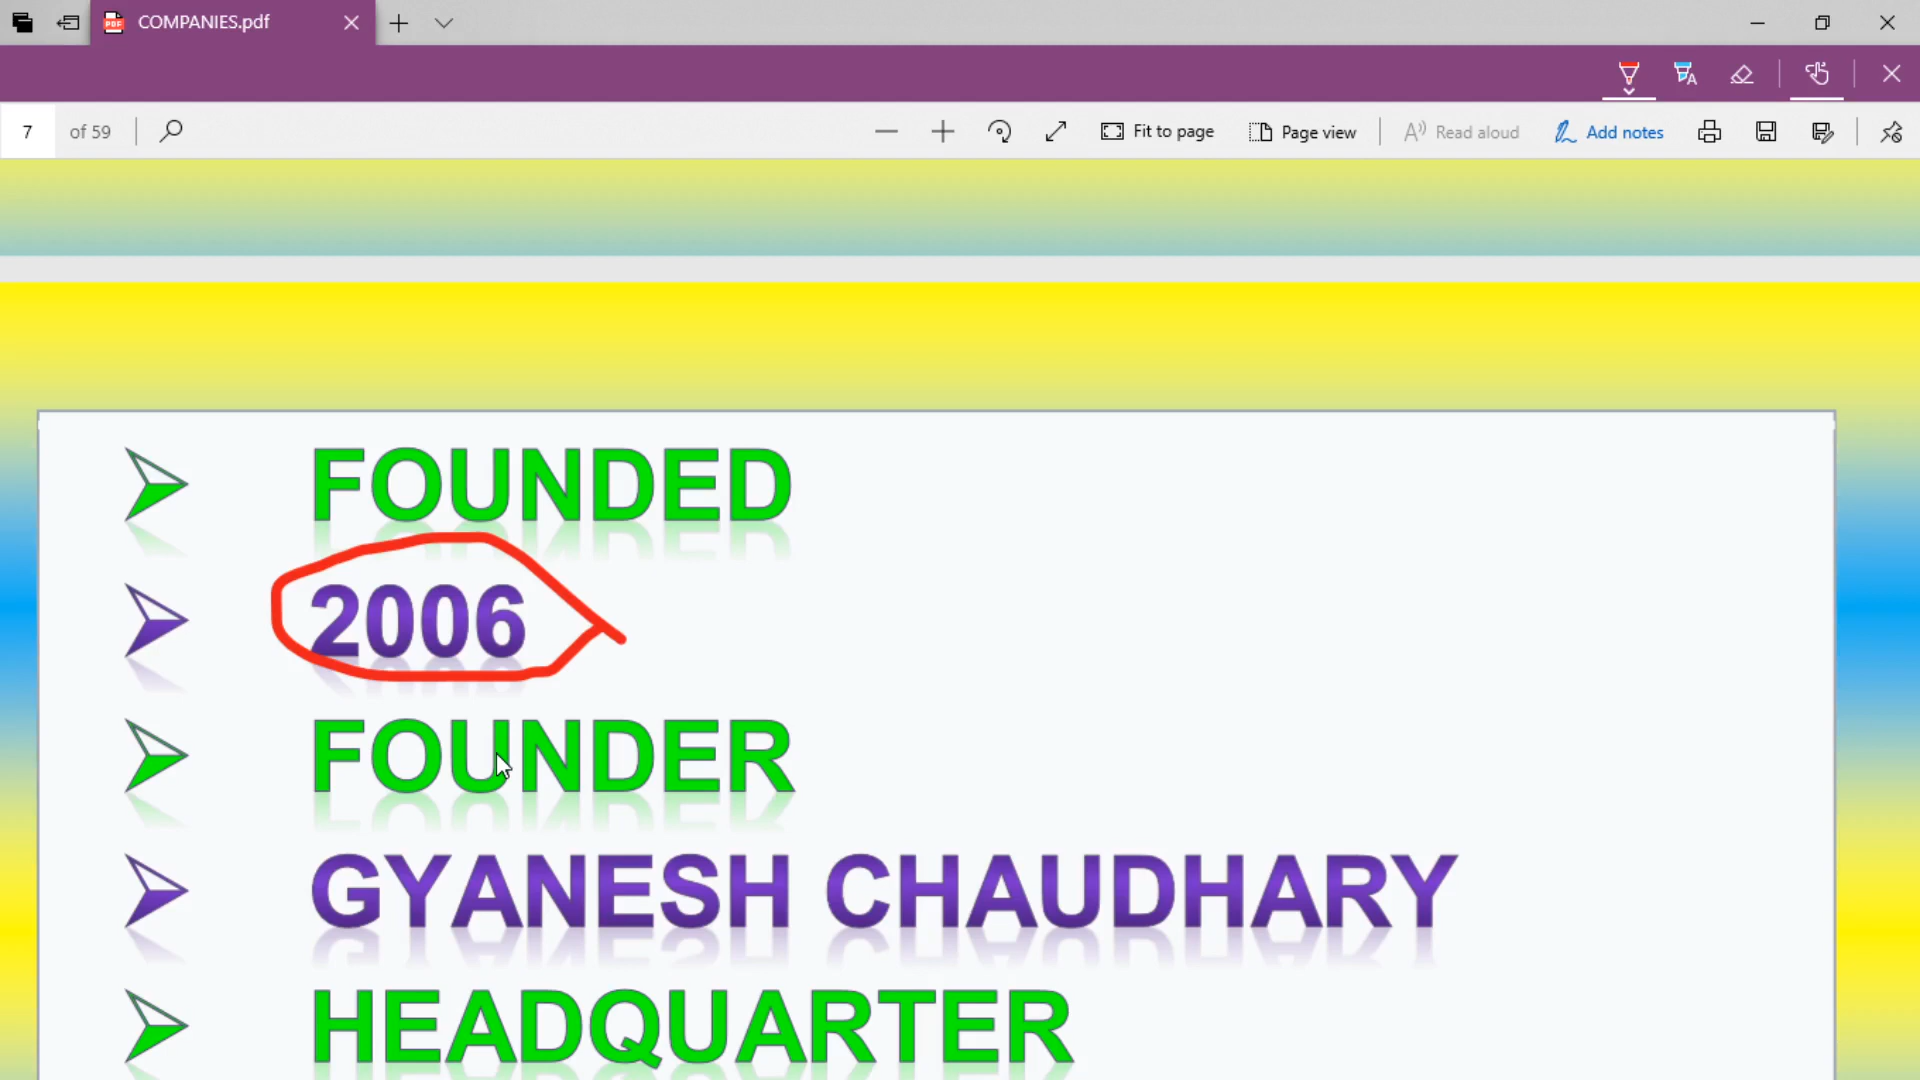 COMPANIES.pdf
7 of 59 Fit to page Page view Read aloud Add notes
FOUNDED
2006
FOUNDER
GYANESH CHAUDHARY
HEADQUARTER